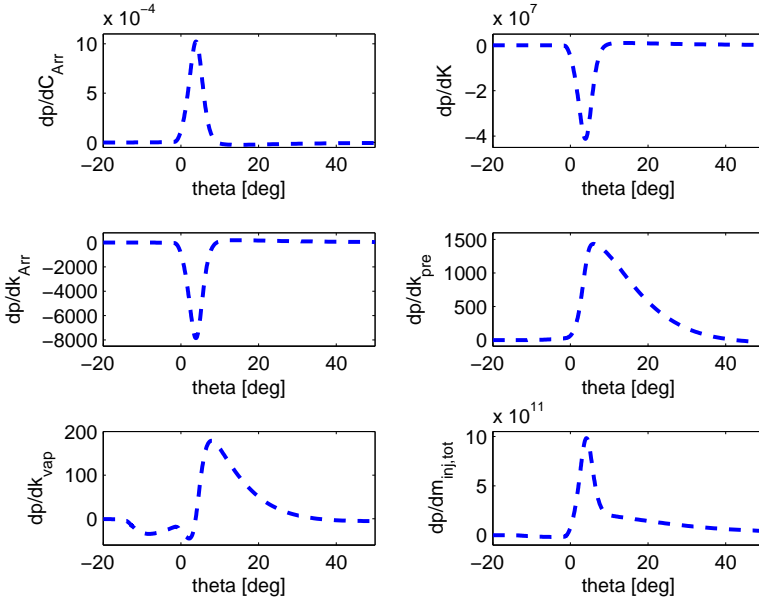 x 10^−4
10
5
0
dp/dC_Arr
−20 0 20 40
theta [deg]
x 10^7
0
−2
−4
dp/dK
−20 0 20 40
theta [deg]
0
−2000
−4000
−6000
−8000
dp/dk_Arr
−20 0 20 40
theta [deg]
1500
1000
500
0
dp/dk_pre
−20 0 20 40
theta [deg]
200
100
0
dp/dk_vap
−20 0 20 40
theta [deg]
x 10^11
10
5
0
dp/dm_inj,tot
−20 0 20 40
theta [deg]